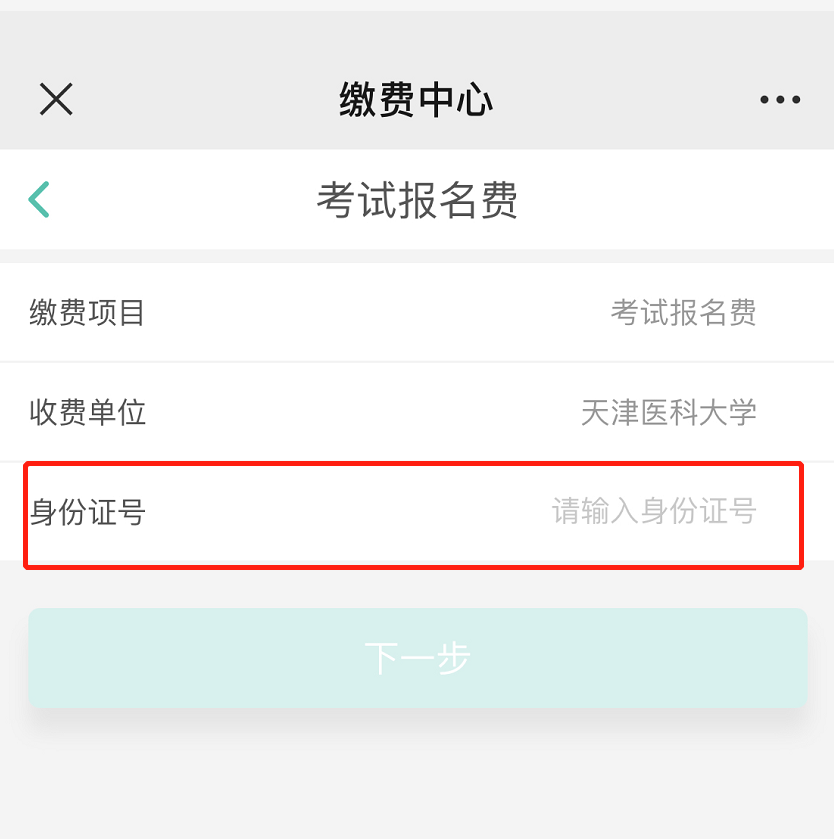 缴费中心
考试报名费
缴费项目 考试报名费
收费单位 天津医科大学
身份证号 请输入身份证号
下一步